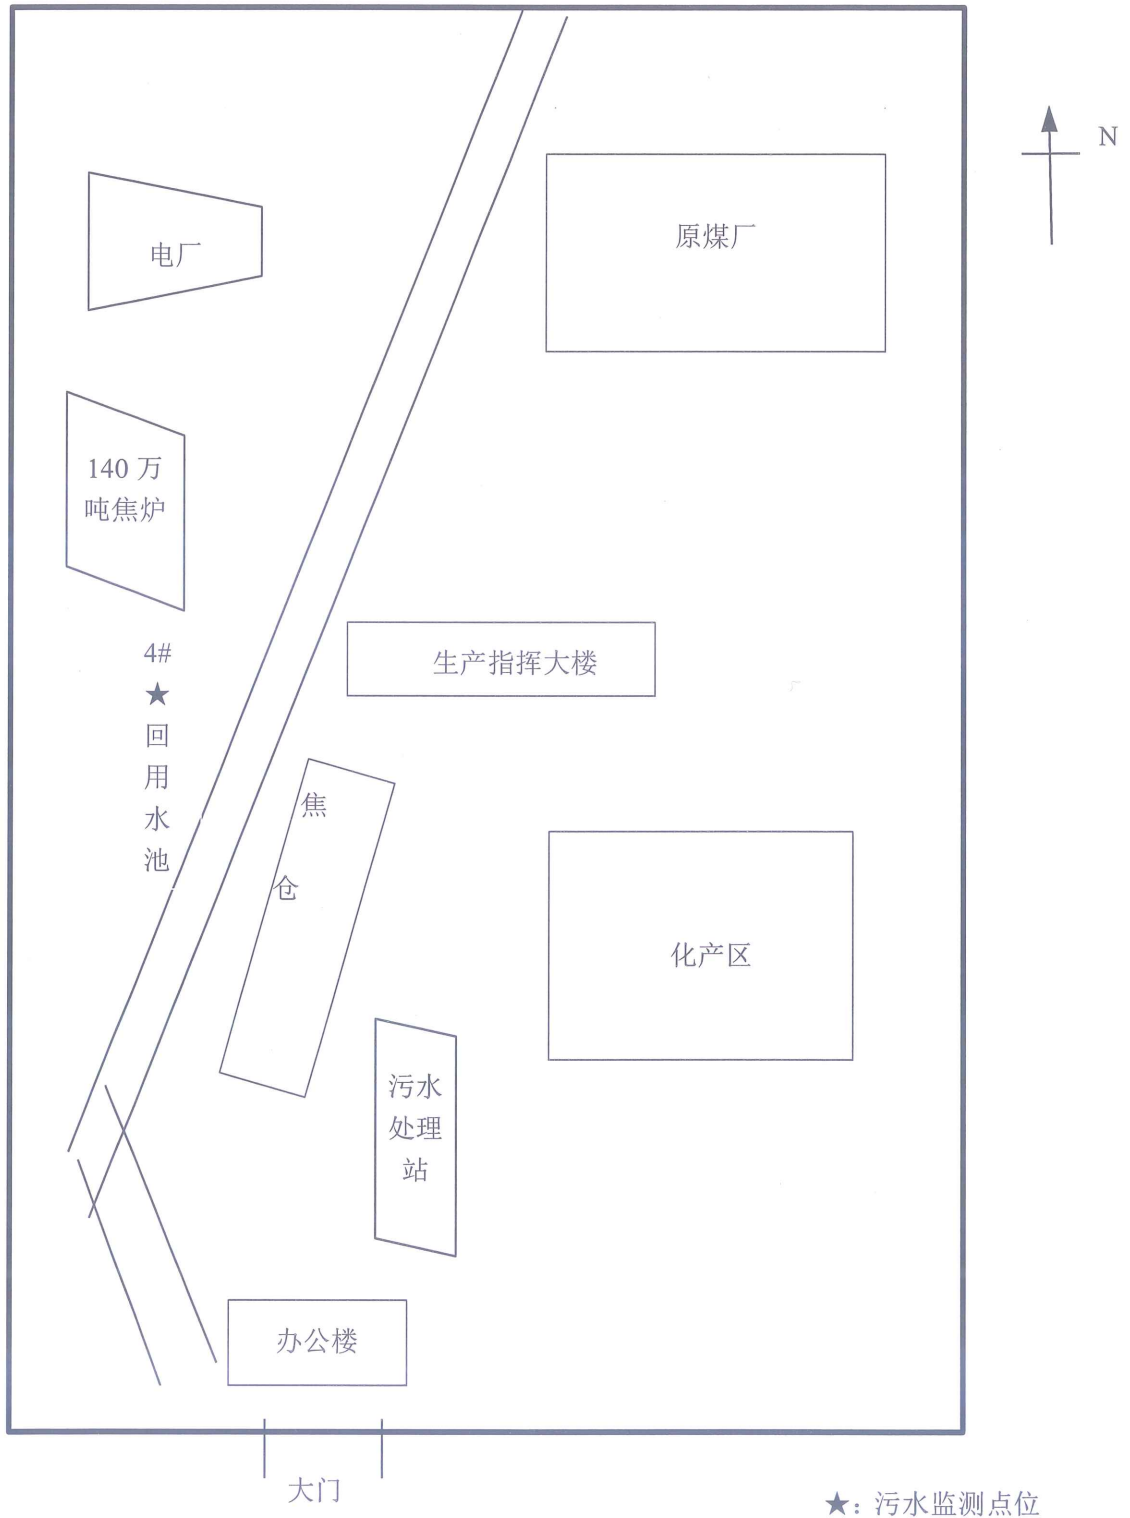 N
原煤厂
电厂
140 万
吨焦炉
4#
★
回
用
水
池
生产指挥大楼
焦
仓
化产区
污水
处理
站
办公楼
大门
★：污水监测点位